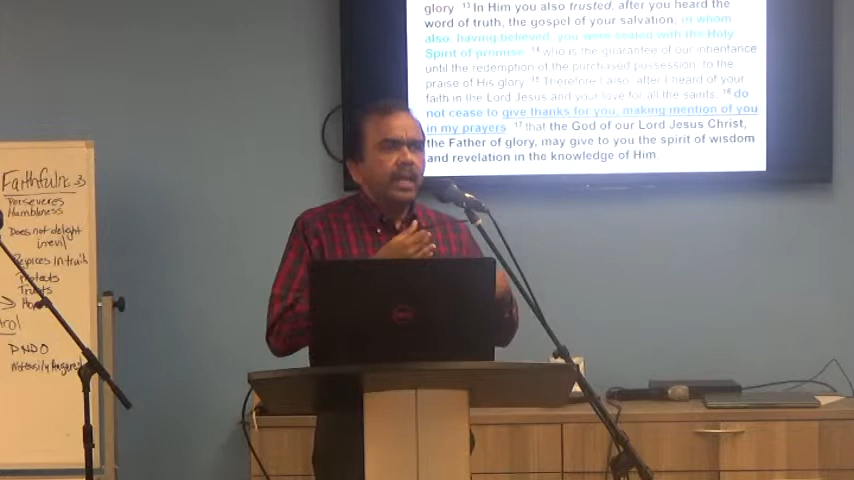 glory. 13 In Him you also trusted, after you heard the
word of truth, the gospel of your salvation; in whom
also, having believed, you were sealed with the Holy
Spirit of promise, 14 who is the guarantee of our inheritance
until the redemption of the purchased possession, to the
praise of His glory. 15 Therefore I also, after I heard of your
faith in the Lord Jesus and your love for all the saints, 16 do
not cease to give thanks for you, making mention of you
in my prayers 17 that the God of our Lord Jesus Christ,
the Father of glory, may give to you the spirit of wisdom
and revelation in the knowledge of Him.
Perseveres
Humbleness
Does not delight
in evil
Rejoices in truth
Protects
Trusts
DNDO
DELL